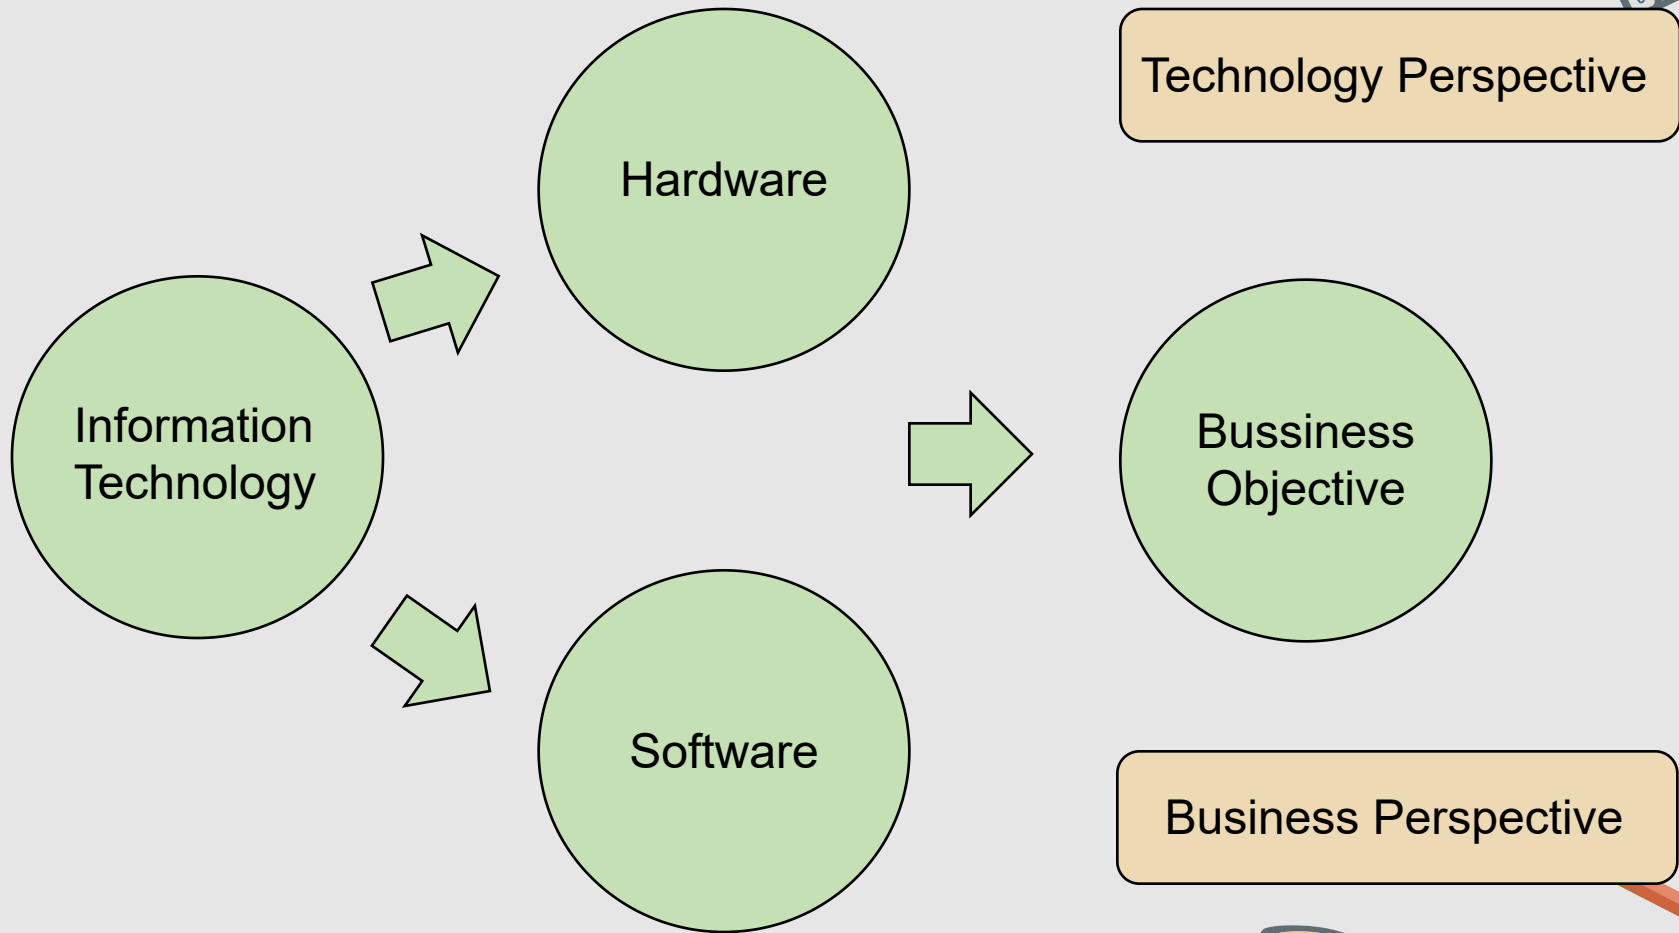 Technology Perspective
Hardware
Information
Technology
Bussiness
Objective
Software
Business Perspective